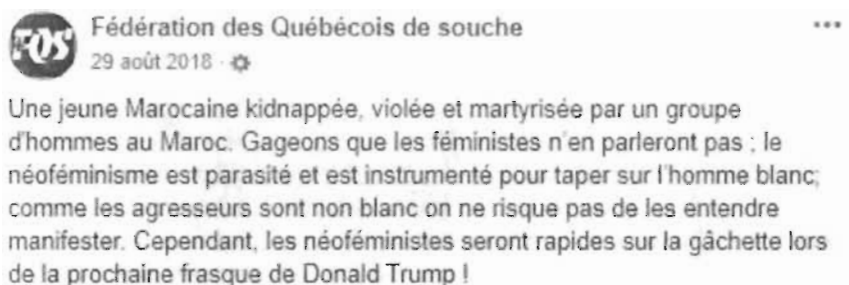 FQS
Fédération des Québécois de souche
29 août 2018
Une jeune Marocaine kidnappée, violée et martyrisée par un groupe
d'hommes au Maroc. Gageons que les féministes n'en parleront pas ; le
néoféminisme est parasité et est instrumenté pour taper sur l'homme blanc;
comme les agresseurs sont non blanc on ne risque pas de les entendre
manifester. Cependant, les néoféministes seront rapides sur la gâchette lors
de la prochaine frasque de Donald Trump !